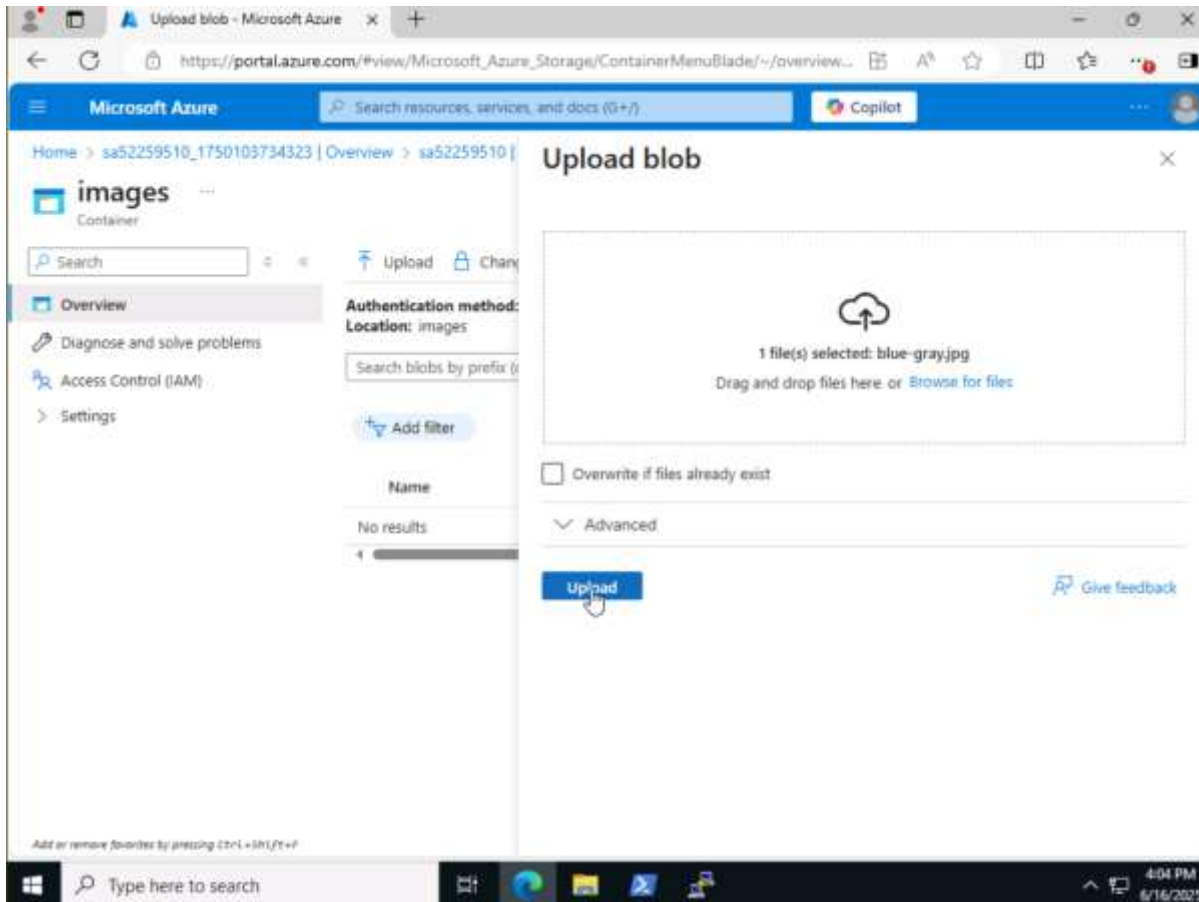 Upload blob - Microsoft Azure
https://portal.azure.com/#view/Microsoft_Azure_Storage/ContainerMenuBlade/~/overview...
Microsoft Azure
Search resources, services, and docs (G+/)
Copilot
Home > sa52259510_1750103734323 | Overview > sa52259510 |
images
Container
Search
Overview
Diagnose and solve problems
Access Control (IAM)
Settings
Upload
Chang
Authentication method:
Location: images
Search blobs by prefix (c
Add filter
Name
No results
Upload blob
1 file(s) selected: blue-gray.jpg
Drag and drop files here or Browse for files
Overwrite if files already exist
Advanced
Upload
Give feedback
Add or remove favorites by pressing Ctrl+Shift+F
Type here to search
4:04 PM
6/16/2025